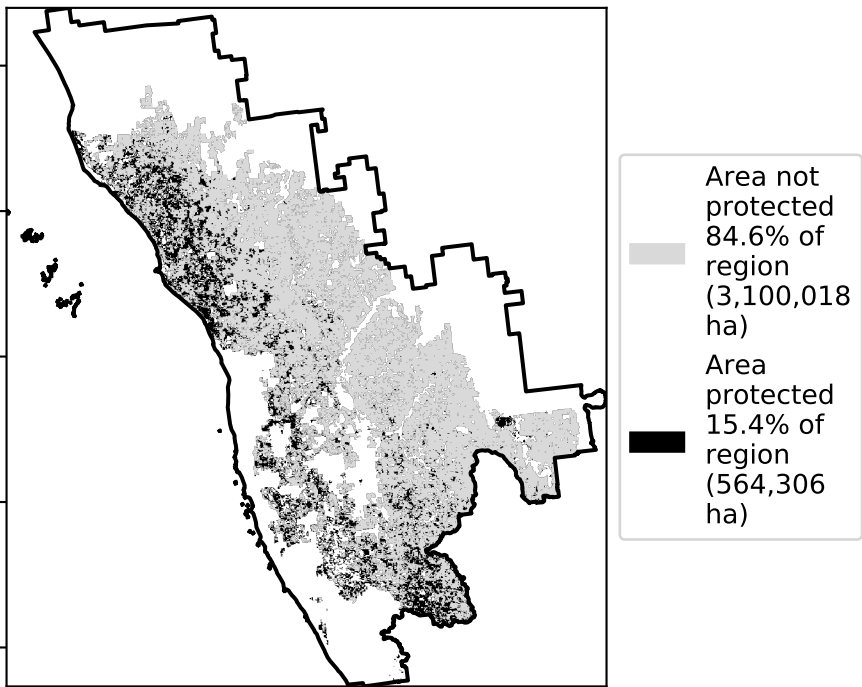 Area not
protected
84.6% of
region
(3,100,018
ha)
Area
protected
15.4% of
region
(564,306
ha)